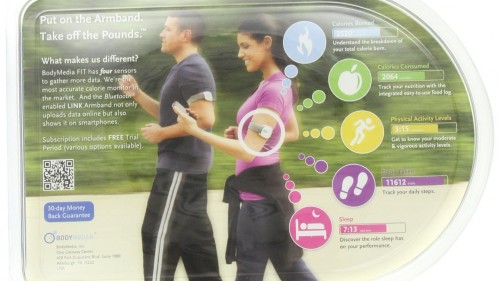 Put on the Armband.
Take off the Pounds.™
What makes us different?
BodyMedia FIT has four sensors
to gather more data. We're the
most accurate calorie monitor
the market. And the Bluetooth
enabled LINK Armband not only
uploads data online but also
shows it on smartphones.
Subscription includes FREE Trial
Period (various options available).
30-day Money
Back Guarantee
BODYMEDIA
BodyMedia, Inc.
Calories Burned
Understand the breakdown of
your total calorie burn.
Calories Consumed
2064
Track your nutrition with the
integrated easy-to-use food log
Physical Activity Levels
Get to know your moderate
& vigorous activity levels.
11612
Track your daily steps.
Sleep
7:13
Discover the role sleep has
on your performance.